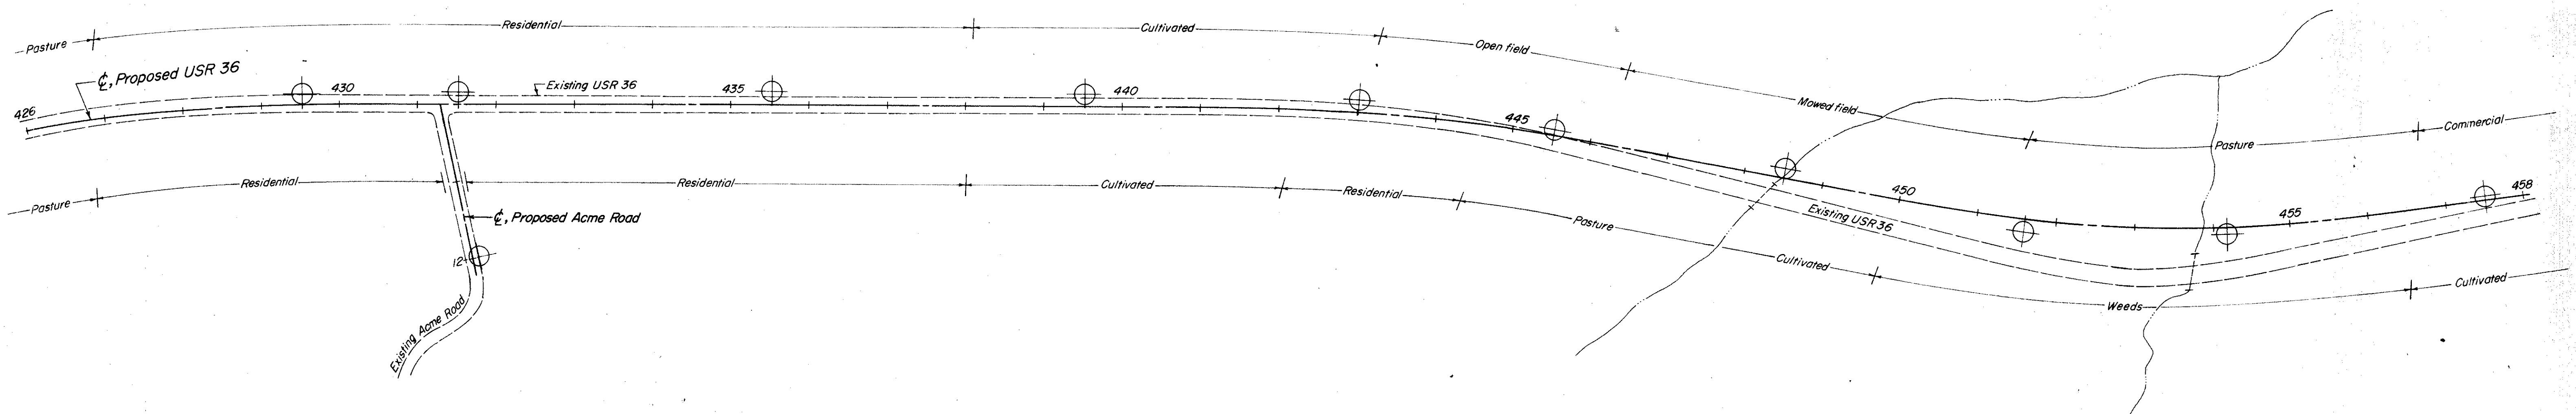 Pasture
Residential
Cultivated
Open field
Mowed field
Pasture
Commercial
℄, Proposed USR 36
426
430
Existing USR 36
435
440
445
450
455
458
Existing USR 36
Pasture
Residential
Residential
Cultivated
Residential
Pasture
Cultivated
Weeds
Cultivated
℄, Proposed Acme Road
12
Existing Acme Road